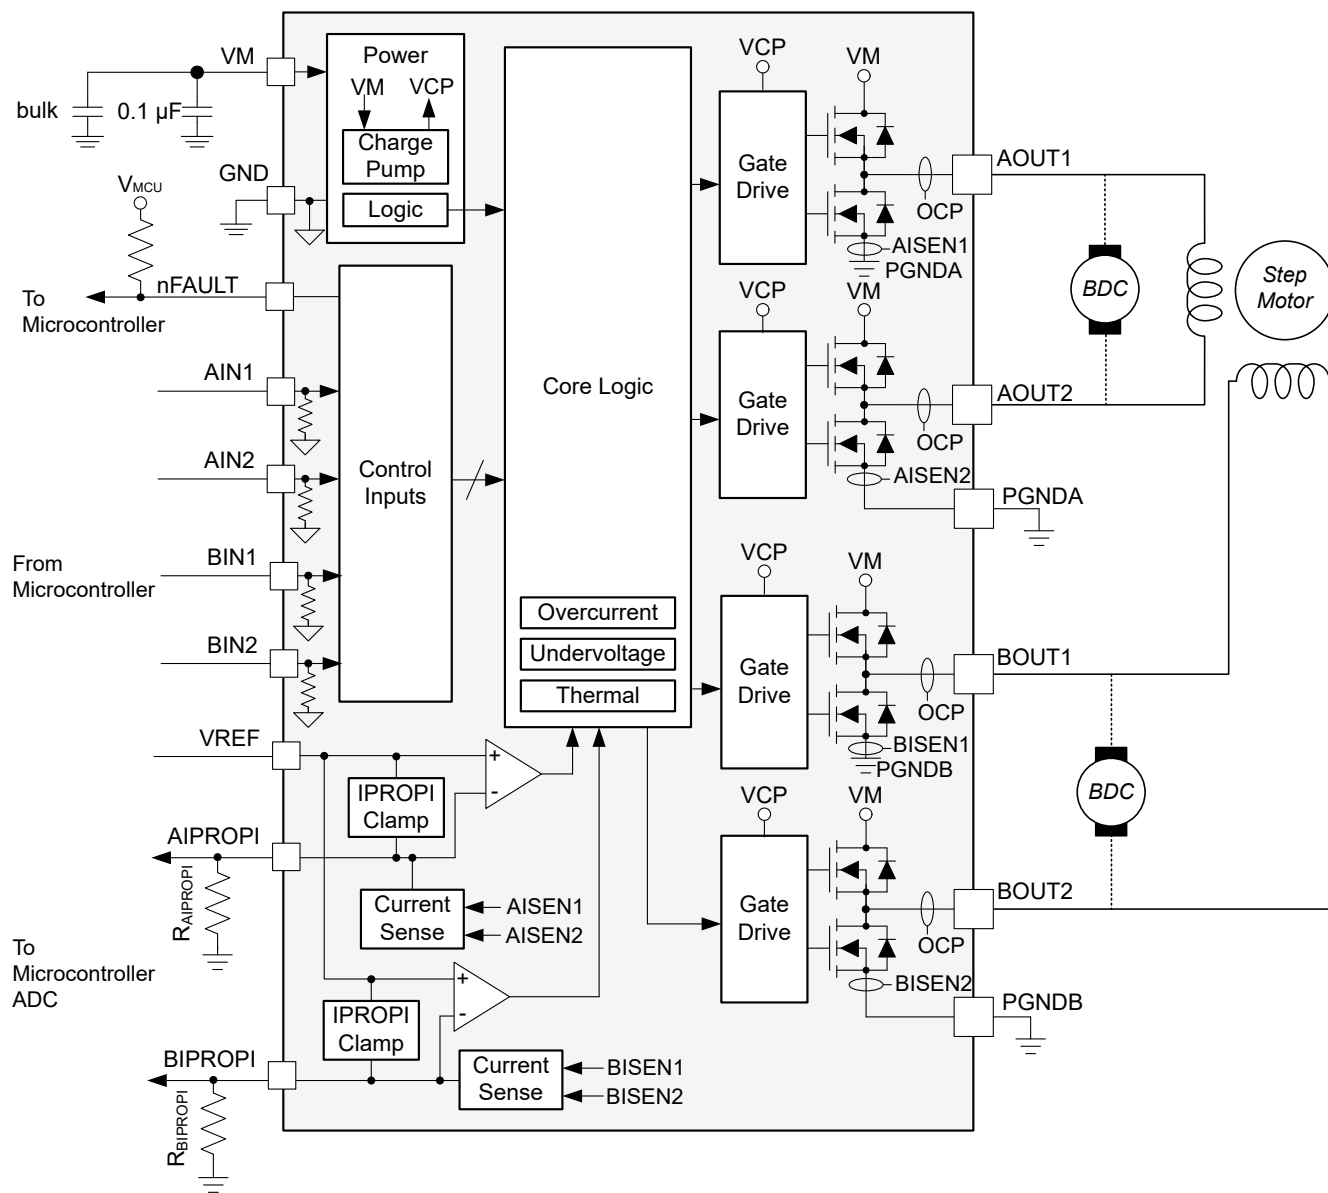 VM
bulk
0.1 µF
Power
VM
VCP
Charge
Pump
Logic
GND
VMCU
nFAULT
To
Microcontroller
AIN1
AIN2
From
Microcontroller
BIN1
BIN2
Control
Inputs
Core Logic
Overcurrent
Undervoltage
Thermal
VREF
+
-
IPROPI
Clamp
AIPROPI
RAIPROPI
Current
Sense
AISEN1
AISEN2
To
Microcontroller
ADC
+
-
IPROPI
Clamp
BIPROPI
RBIPROPI
Current
Sense
BISEN1
BISEN2
VCP
VM
Gate
Drive
OCP
AISEN1
PGNDA
AOUT1
VCP
VM
Gate
Drive
OCP
AISEN2
AOUT2
PGNDA
BDC
Step
Motor
VCP
VM
Gate
Drive
OCP
BISEN1
PGNDB
BOUT1
VCP
VM
Gate
Drive
OCP
BISEN2
BOUT2
PGNDB
BDC